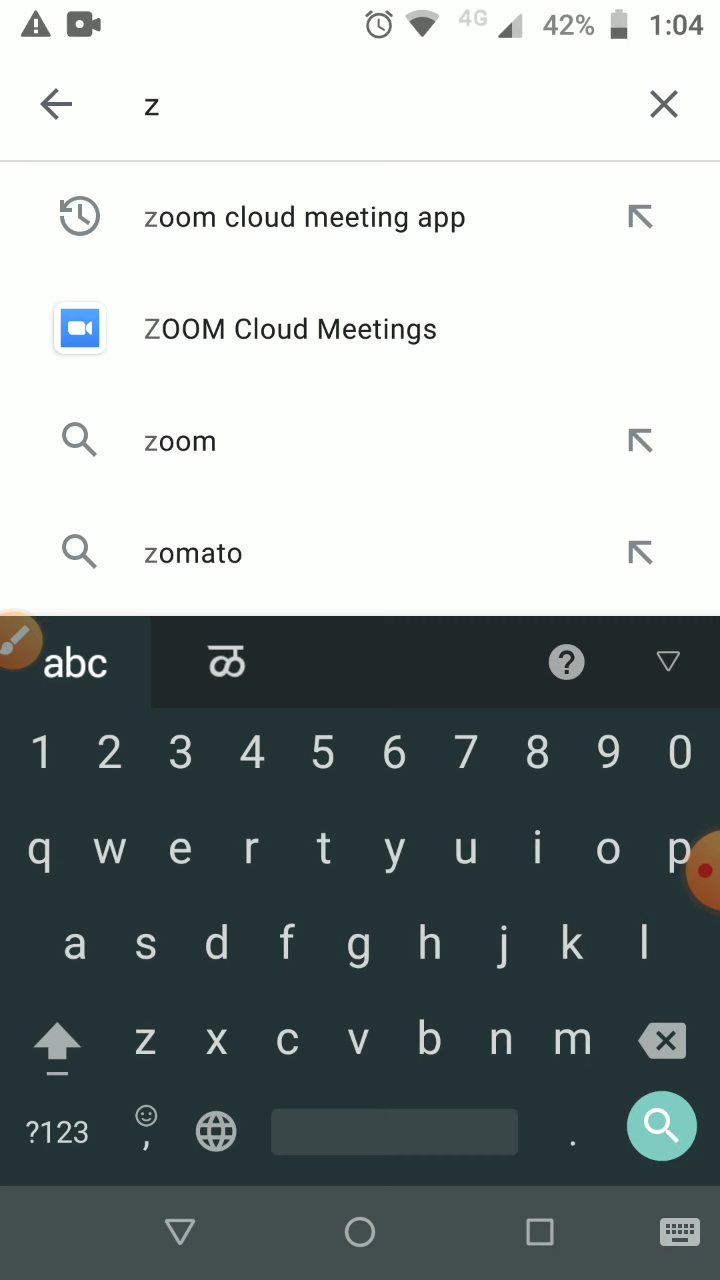 4G 42% 1:04
z
zoom cloud meeting app
ZOOM Cloud Meetings
zoom
zomato
abc ळ ?
1 2 3 4 5 6 7 8 9 0
q w e r t y u i o p
a s d f g h j k l
z x c v b n m
?123 , .